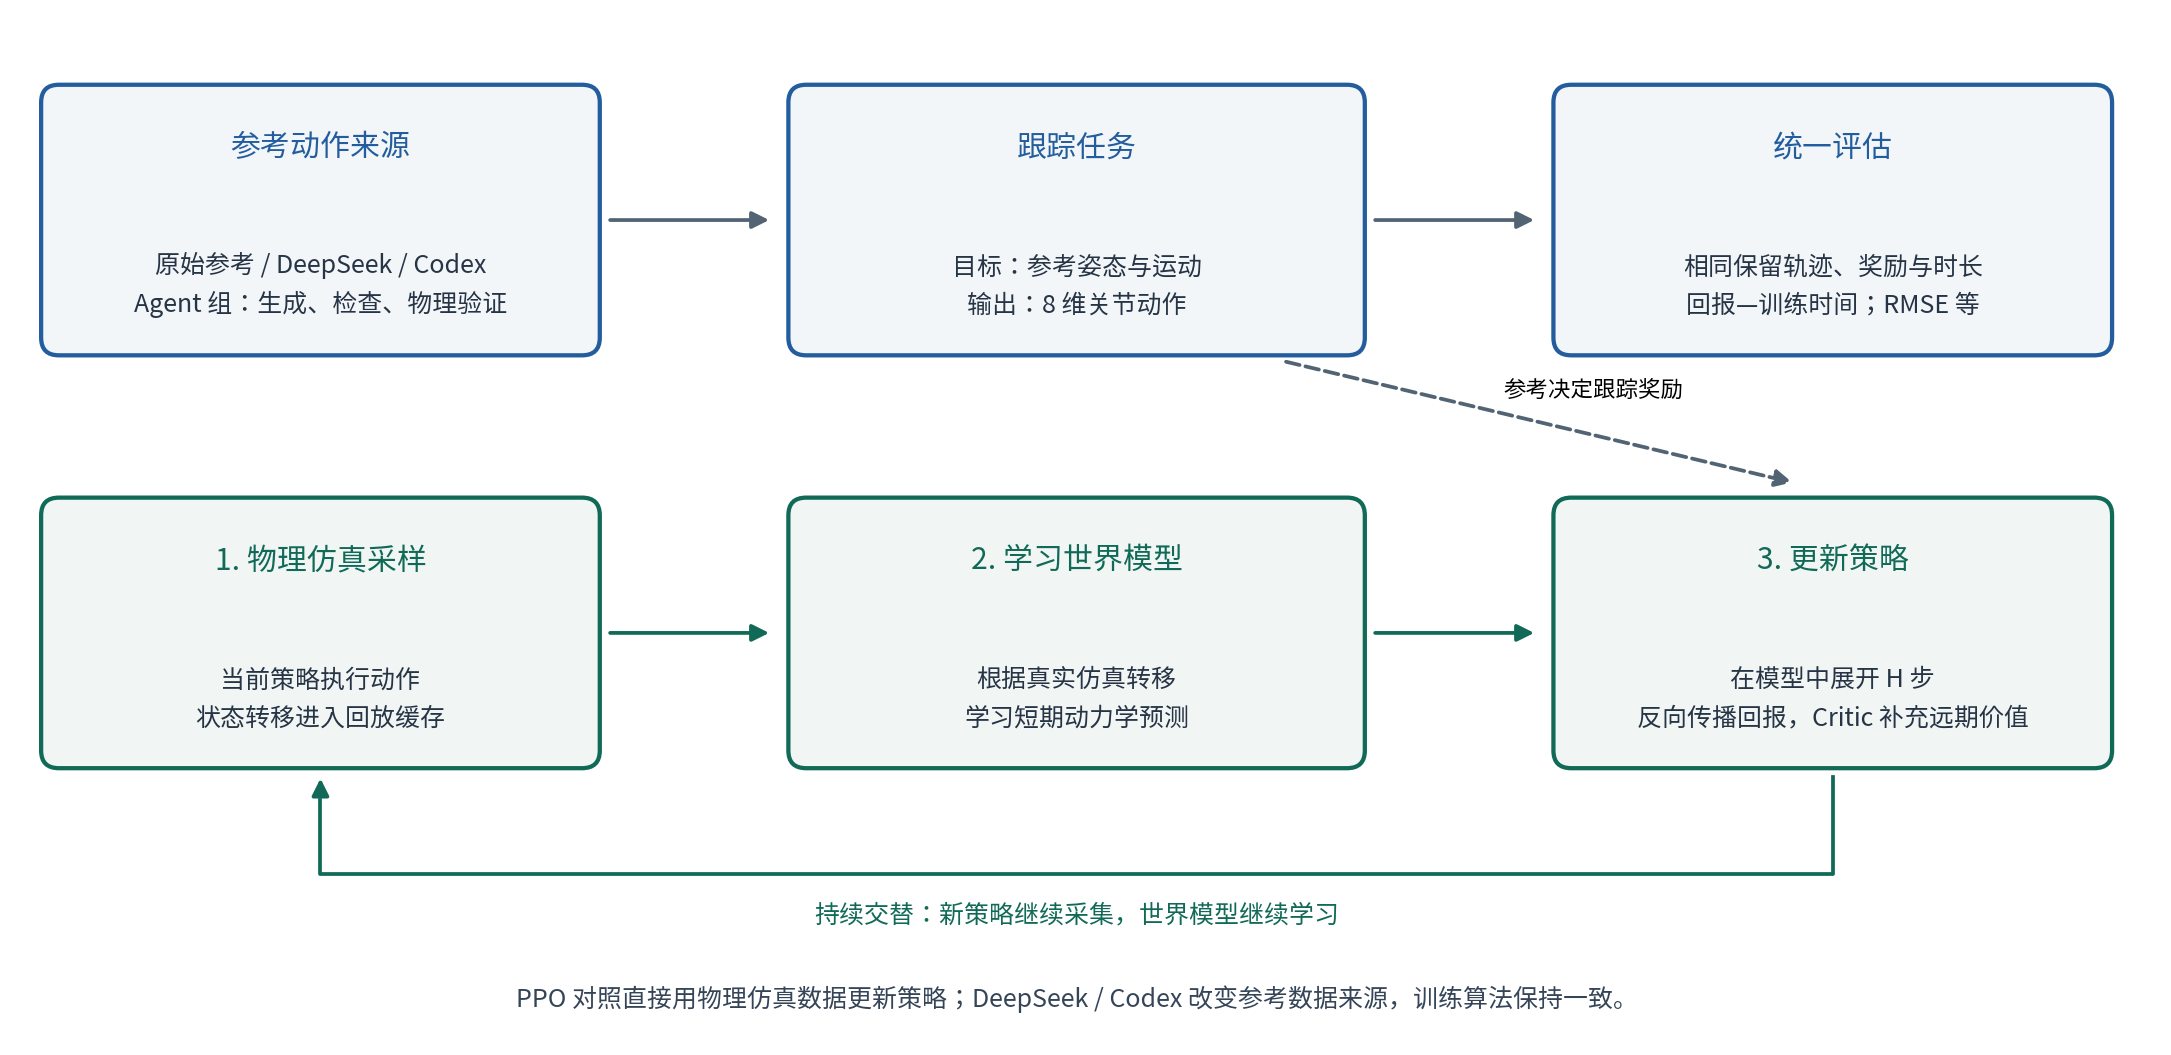 参考动作来源
原始参考 / DeepSeek / Codex
Agent 组：生成、检查、物理验证
跟踪任务
目标：参考姿态与运动
输出：8 维关节动作
统一评估
相同保留轨迹、奖励与时长
回报—训练时间；RMSE 等
参考决定跟踪奖励
1. 物理仿真采样
当前策略执行动作
状态转移进入回放缓存
2. 学习世界模型
根据真实仿真转移
学习短期动力学预测
3. 更新策略
在模型中展开 H 步
反向传播回报，Critic 补充远期价值
持续交替：新策略继续采集，世界模型继续学习
PPO 对照直接用物理仿真数据更新策略；DeepSeek / Codex 改变参考数据来源，训练算法保持一致。